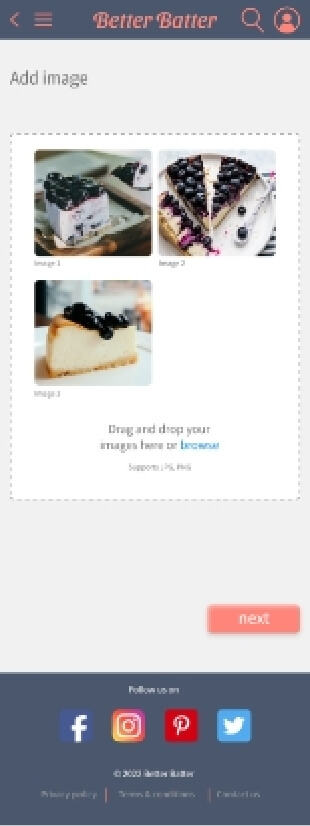 Better Batter
Add image
Image 1
Image 2
Image 3
Drag and drop your
images here or browse
Supports JPG, PNG
next
Follow us on
© 2022 Better Batter
Privacy policy | Terms & conditions | Contact us